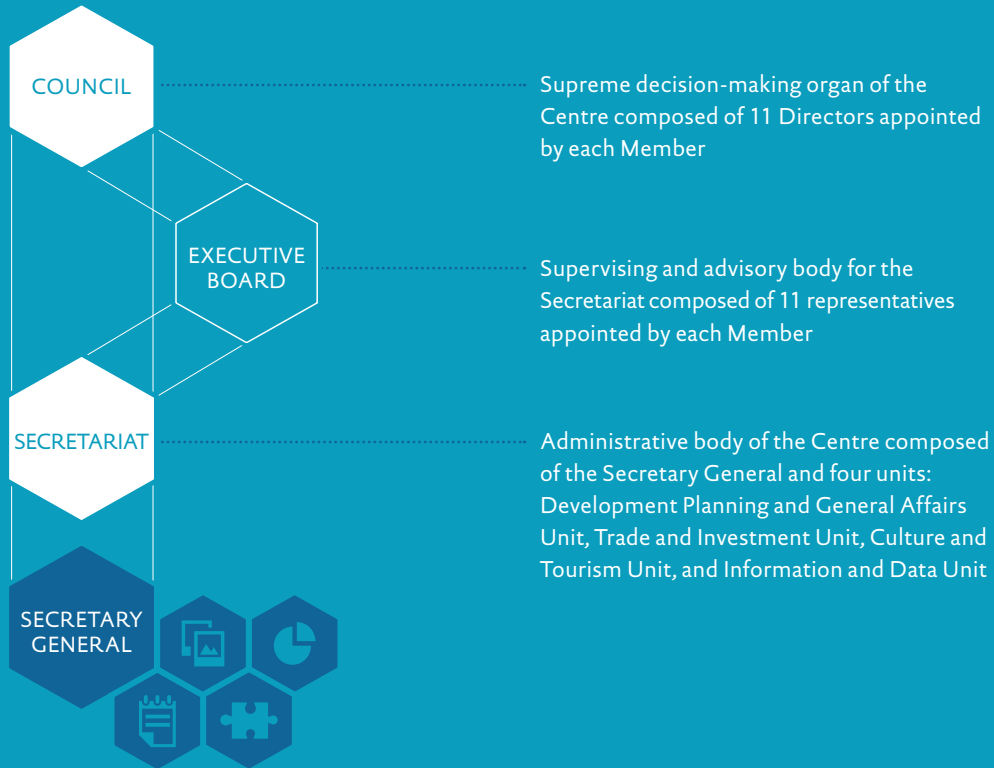 COUNCIL
Supreme decision-making organ of the
Centre composed of 11 Directors appointed
by each Member
EXECUTIVE
BOARD
Supervising and advisory body for the
Secretariat composed of 11 representatives
appointed by each Member
SECRETARIAT
Administrative body of the Centre composed
of the Secretary General and four units:
Development Planning and General Affairs
Unit, Trade and Investment Unit, Culture and
Tourism Unit, and Information and Data Unit
SECRETARY
GENERAL